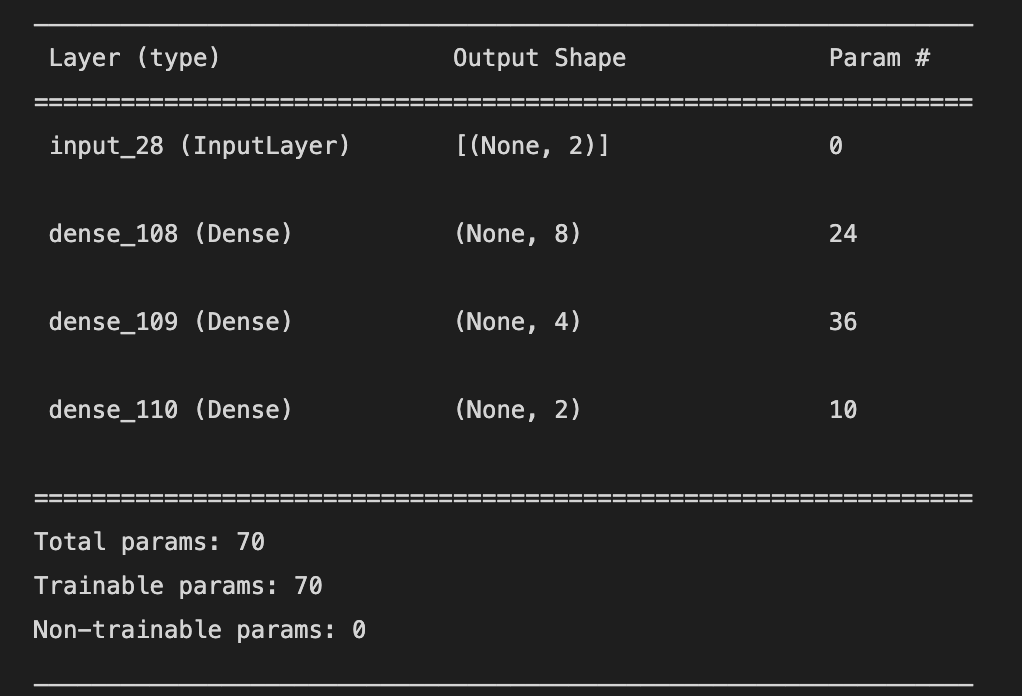 Layer (type) Output Shape Param #
=================================================================
input_28 (InputLayer) [(None, 2)] 0
dense_108 (Dense) (None, 8) 24
dense_109 (Dense) (None, 4) 36
dense_110 (Dense) (None, 2) 10
=================================================================
Total params: 70
Trainable params: 70
Non-trainable params: 0